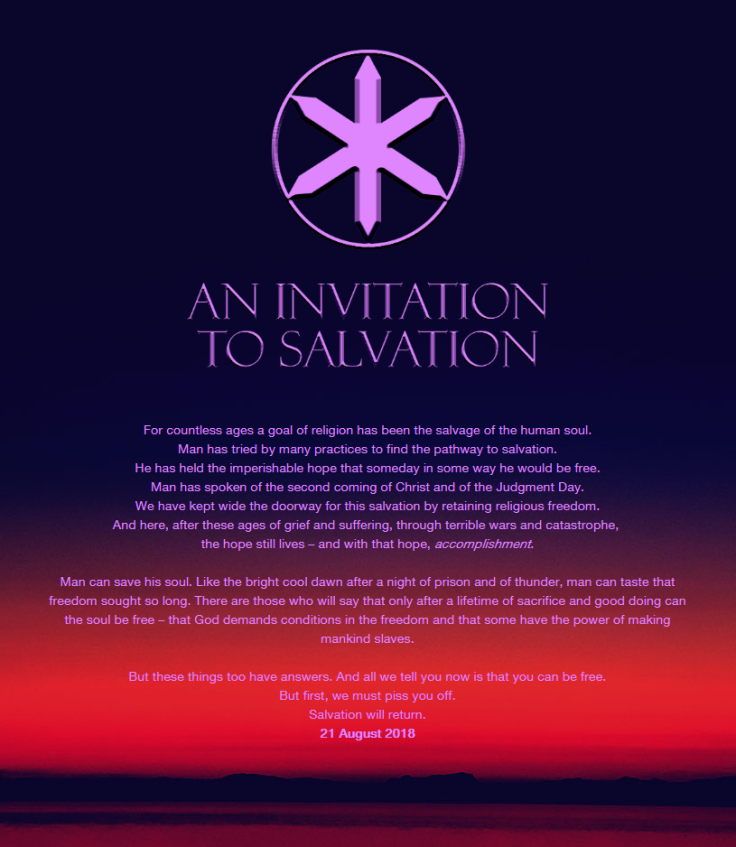 AN INVITATION
TO SALVATION
For countless ages a goal of religion has been the salvage of the human soul.
Man has tried by many practices to find the pathway to salvation.
He has held the imperishable hope that someday in some way he would be free.
Man has spoken of the second coming of Christ and of the Judgment Day.
We have kept wide the doorway for this salvation by retaining religious freedom.
And here, after these ages of grief and suffering, through terrible wars and catastrophe,
the hope still lives – and with that hope, accomplishment.
Man can save his soul. Like the bright cool dawn after a night of prison and of thunder, man can taste that
freedom sought so long. There are those who will say that only after a lifetime of sacrifice and good doing can
the soul be free – that God demands conditions in the freedom and that some have the power of making
mankind slaves.
But these things too have answers. And all we tell you now is that you can be free.
But first, we must piss you off.
Salvation will return.
21 August 2018